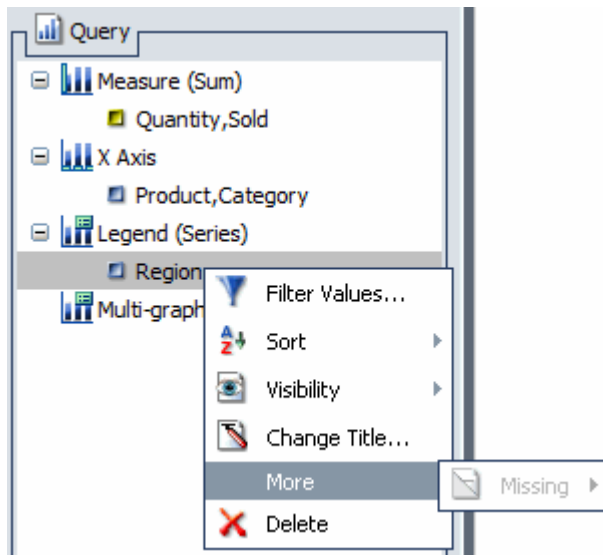 Query
Measure (Sum)
Quantity,Sold
X Axis
Product,Category
Legend (Series)
Region
Multi-graph
Filter Values...
Sort
Visibility
Change Title...
More
Missing
Delete